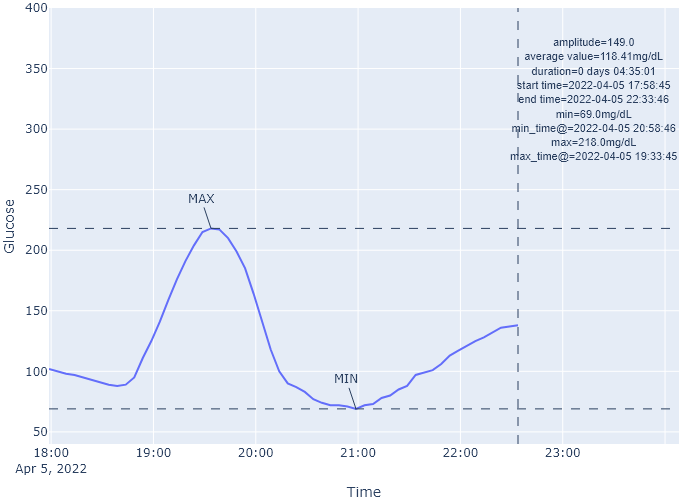 400
350
300
250
200
150
100
50
Glucose
amplitude=149.0
average value=118.41mg/dL
duration=0 days 04:35:01
start time=2022-04-05 17:58:45
end time=2022-04-05 22:33:46
min=69.0mg/dL
min_time@=2022-04-05 20:58:46
max=218.0mg/dL
max_time@=2022-04-05 19:33:45
MAX
MIN
18:00 19:00 20:00 21:00 22:00 23:00
Apr 5, 2022
Time